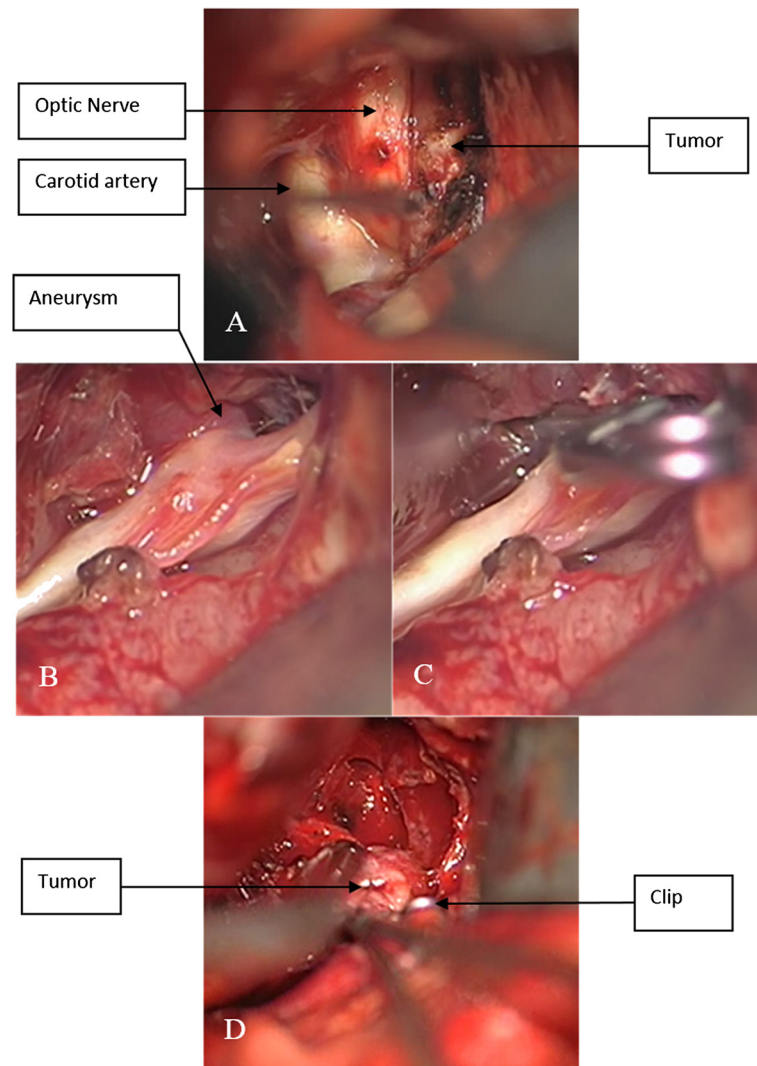 Optic Nerve
Tumor
Carotid artery
Aneurysm
A
B
C
D
Tumor
Clip